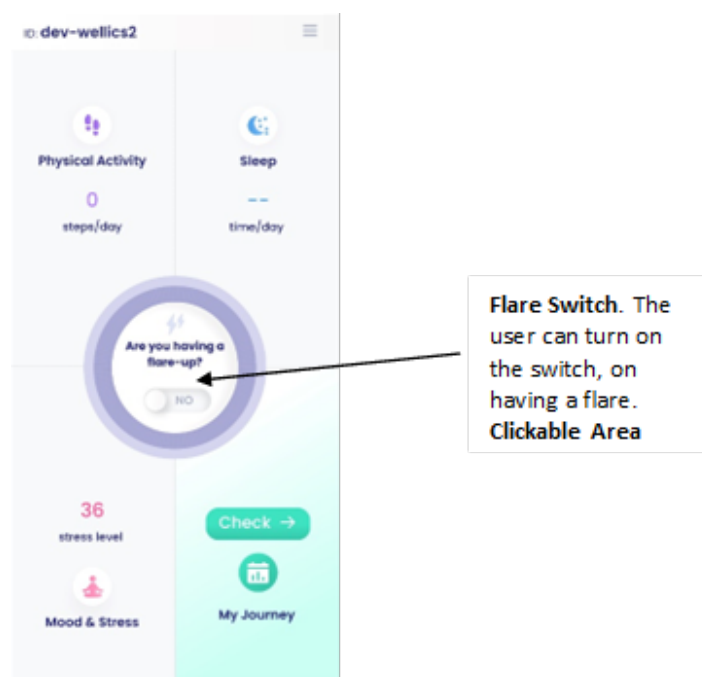 ID: dev-wellics2
Physical Activity
0
steps/day
Sleep
--
time/day
Are you having a
flare-up?
NO
36
stress level
Mood & Stress
Check →
My Journey
Flare Switch. The
user can turn on
the switch, on
having a flare.
Clickable Area